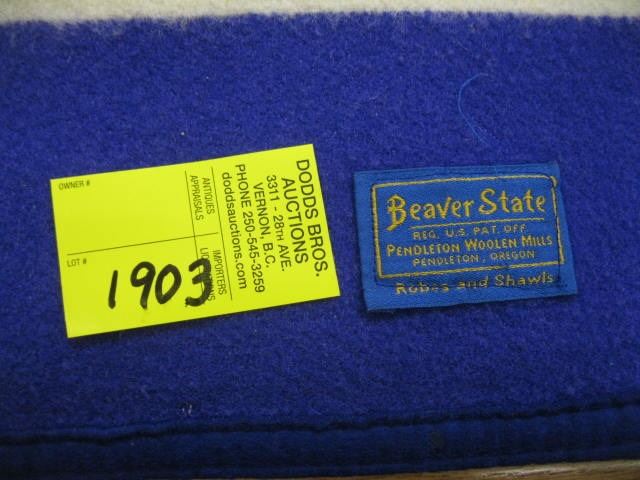 OWNER #
LOT #
1903
ANTIQUES
APPRAISALS
IMPORTERS
DODDS BROS.
AUCTIONS
3311 - 28TH AVE.
VERNON, B.C.
PHONE 250-545-3259
doddsauctions.com
Beaver State
REG. U.S. PAT. OFF
PENDLETON WOOLEN MILLS
PENDLETON, OREGON
Robes and Shawls